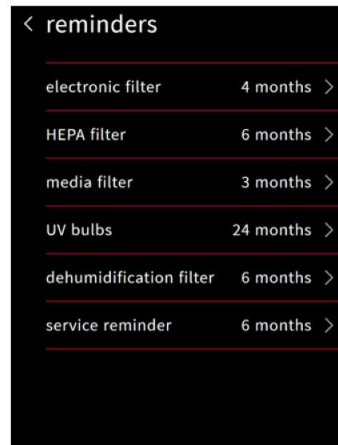 reminders
electronic filter 4 months
HEPA filter 6 months
media filter 3 months
UV bulbs 24 months
dehumidification filter 6 months
service reminder 6 months